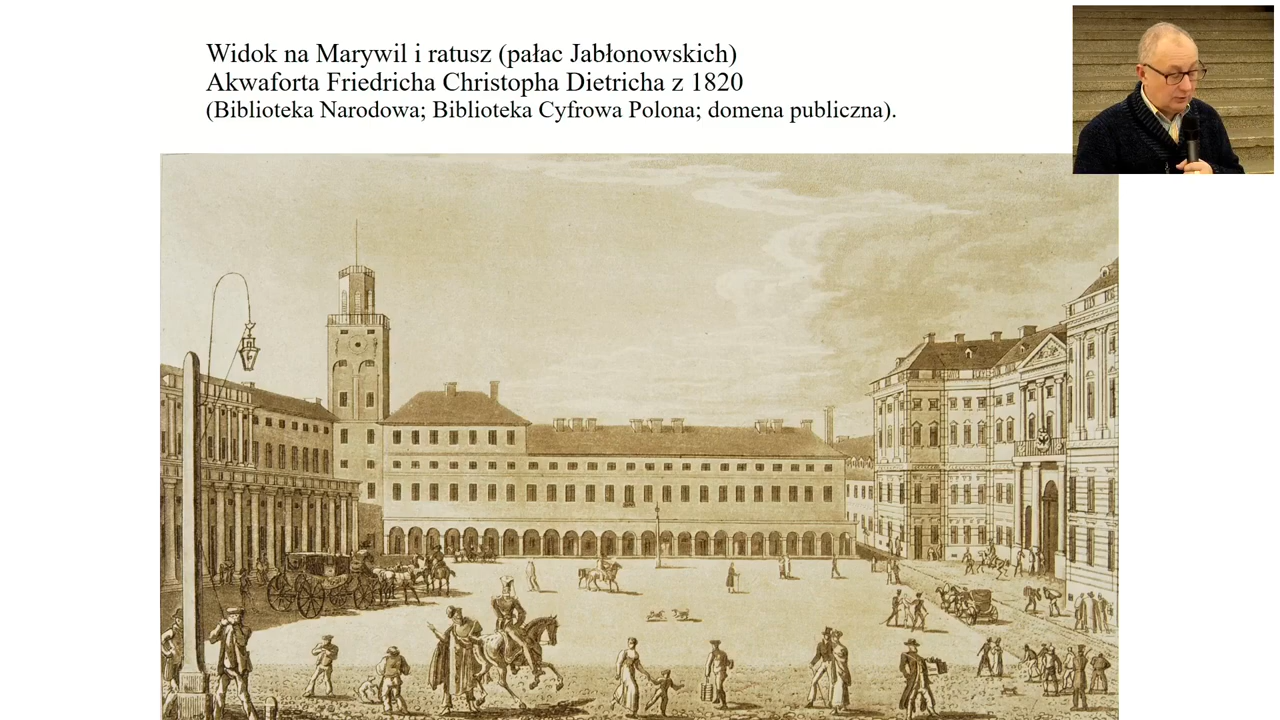 Widok na Marywil i ratusz (pałac Jabłonowskich)
Akwaforta Friedricha Christopha Dietricha z 1820
(Biblioteka Narodowa; Biblioteka Cyfrowa Polona; domena publiczna).